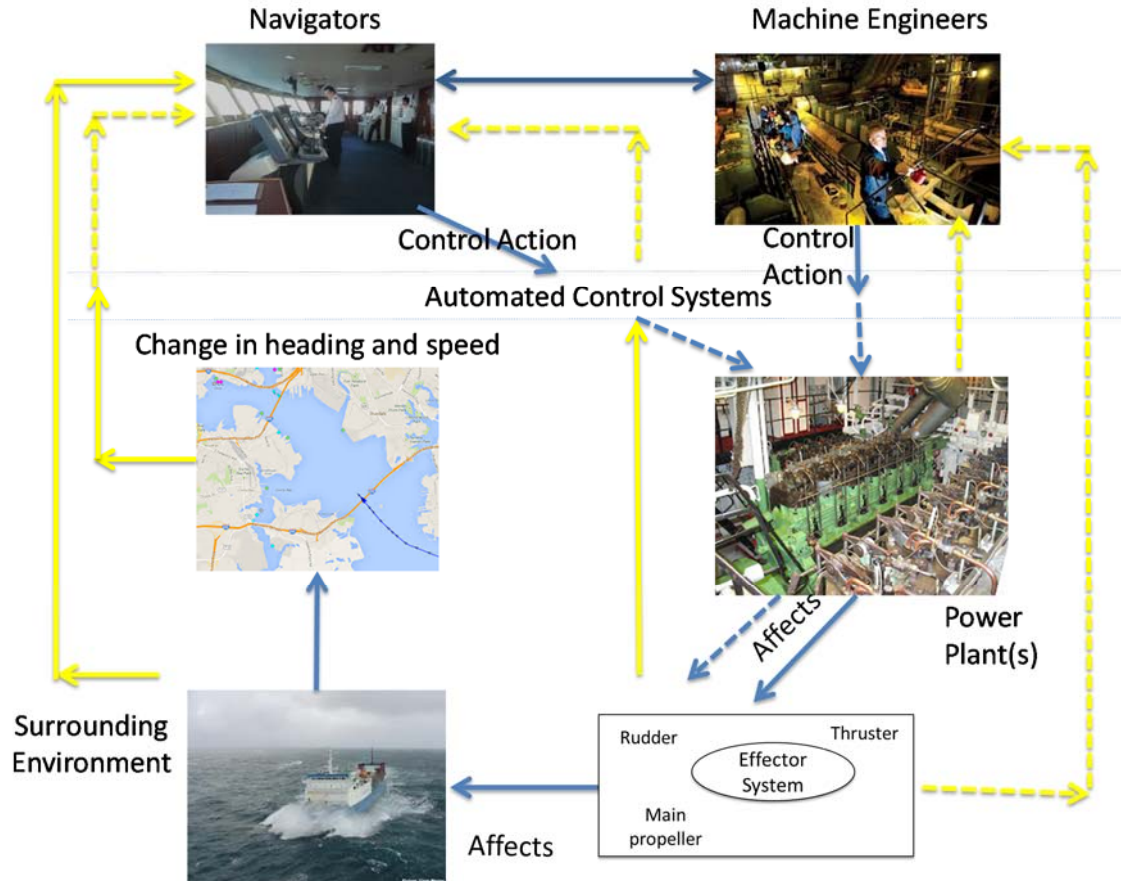 Navigators
Machine Engineers
Control Action
Control
Action
Automated Control Systems
Change in heading and speed
Affects
Power
Plant(s)
Surrounding
Environment
Rudder
Thruster
Effector
System
Main
propeller
Affects